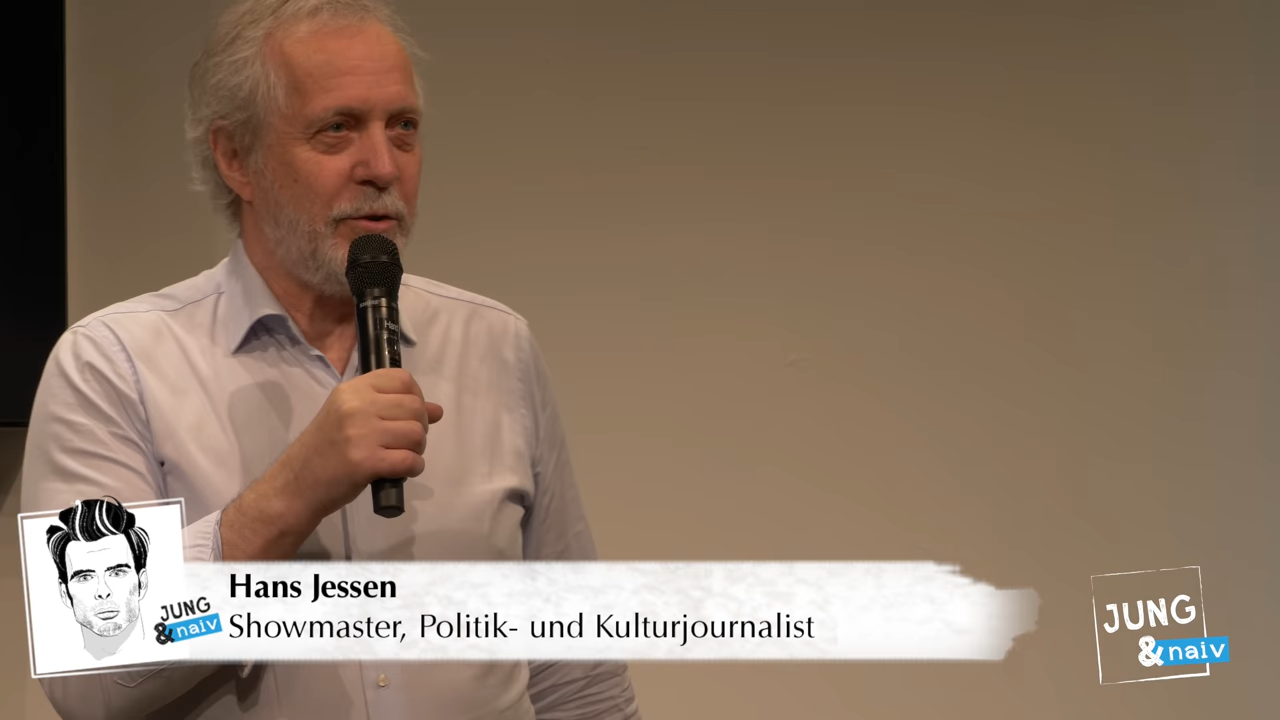 Hans Jessen
Showmaster, Politik- und Kulturjournalist
JUNG
& naiv
JUNG
& naiv